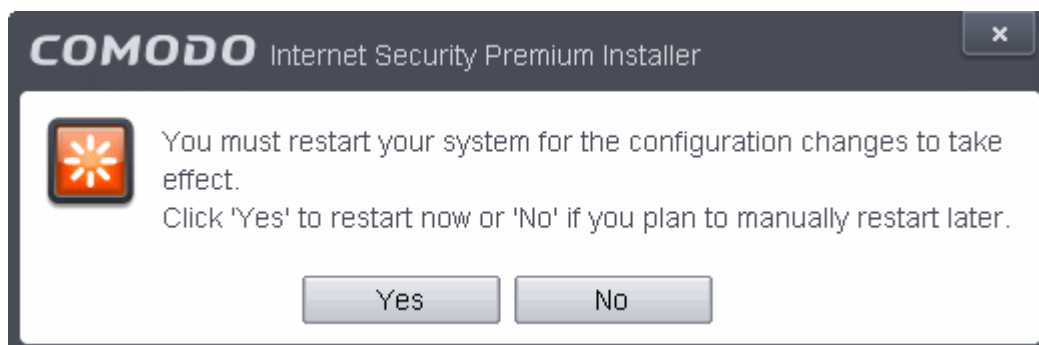 COMODO Internet Security Premium Installer
You must restart your system for the configuration changes to take
effect.
Click 'Yes' to restart now or 'No' if you plan to manually restart later.
Yes No